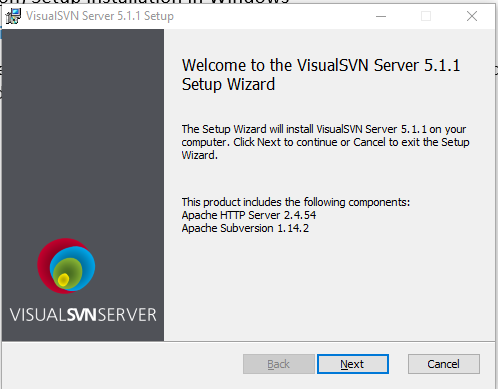 on) Setup installation in Windows
VisualSVN Server 5.1.1 Setup
Welcome to the VisualSVN Server 5.1.1
Setup Wizard
The Setup Wizard will install VisualSVN Server 5.1.1 on your
computer. Click Next to continue or Cancel to exit the Setup
Wizard.
This product includes the following components:
Apache HTTP Server 2.4.54
Apache Subversion 1.14.2
VISUALSVNSERVER
Back
Next
Cancel